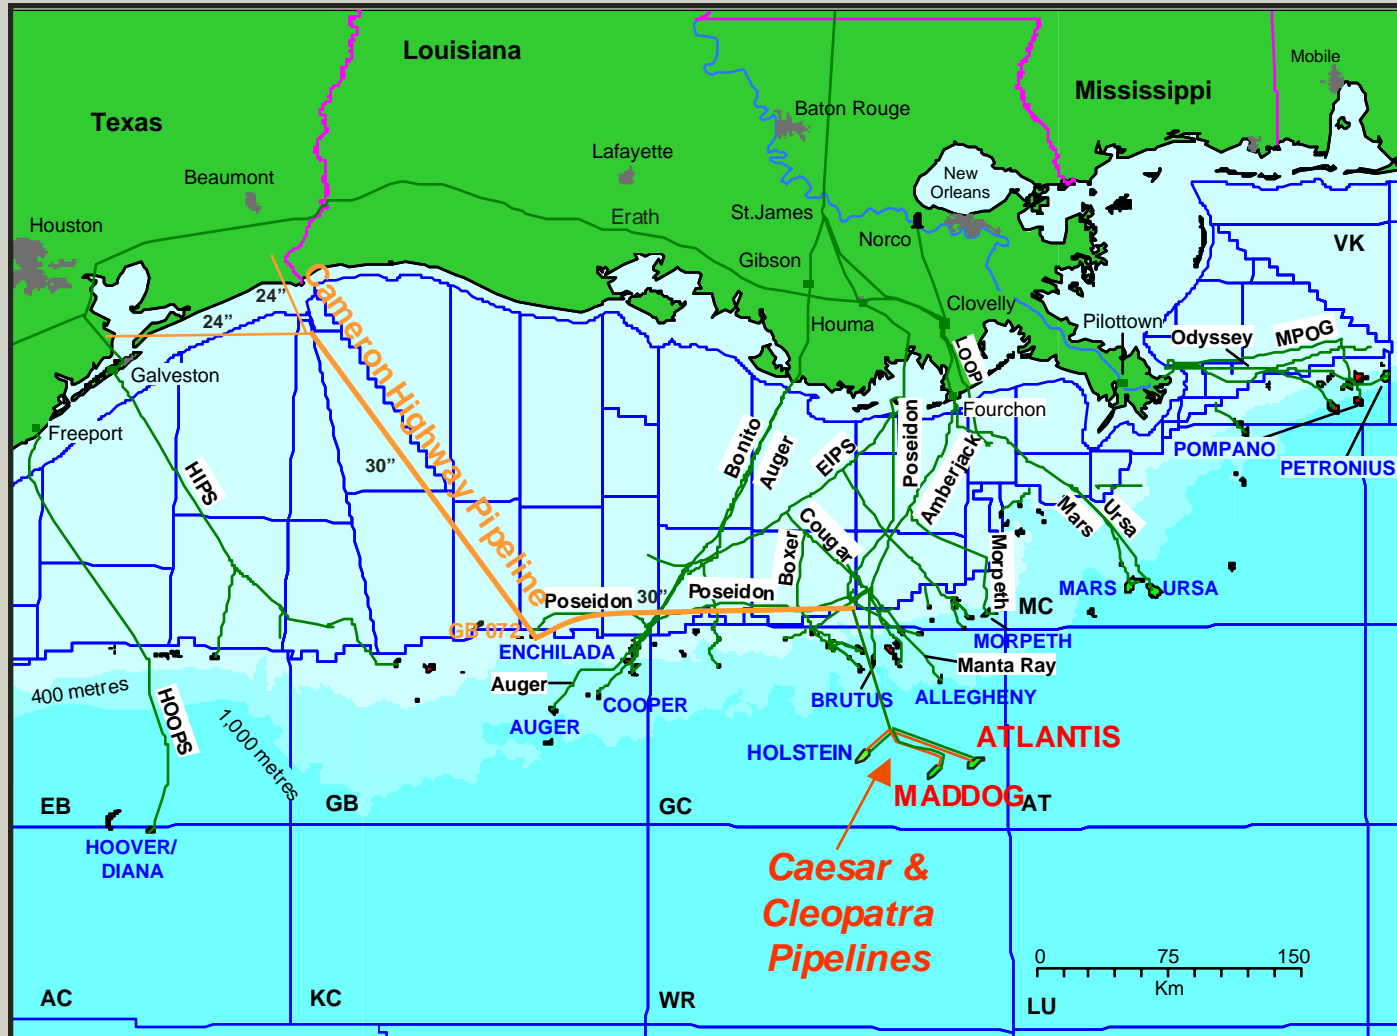 Louisiana
Mobile
Mississippi
Texas
Baton Rouge
Lafayette
Beaumont
New
Orleans
St.James
Erath
Houston
Norco
VK
Gibson
Cameron Highway Pipeline
24”
Clovelly
24”
Houma
Pilottown
Odyssey
MPOG
LOOP
Galveston
Fourchon
Freeport
Bonito
Auger
EIPS
Poseidon
POMPANO
30”
PETRONIUS
HIPS
Amberjack
Cougar
Mars
Ursa
Boxer
Morpeth
MARS
URSA
Poseidon
30”
Poseidon
MC
GB 072
ENCHILADA
MORPETH
Manta Ray
Auger
400 metres
COOPER
BRUTUS
ALLEGHENY
HOOPS
1,000 metres
AUGER
HOLSTEIN
ATLANTIS
MADDOG
EB
GB
GC
AT
HOOVER/
DIANA
Caesar &
Cleopatra
Pipelines
0 75 150
Km
AC
KC
WR
LU